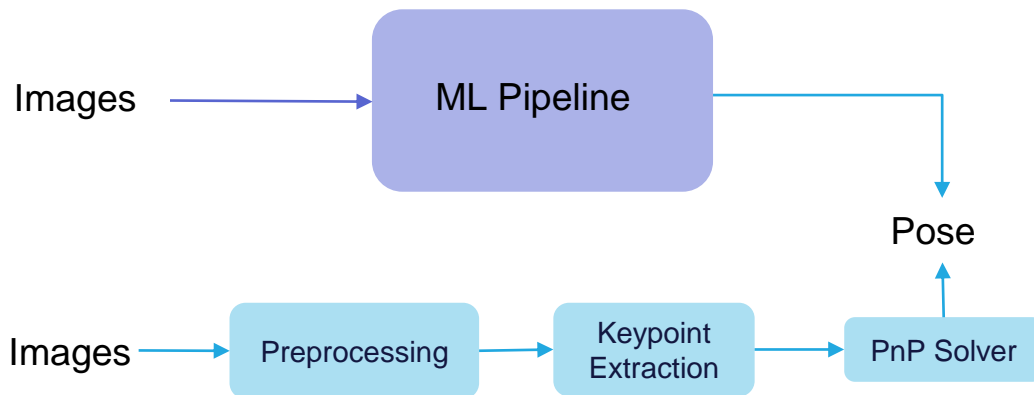 Images
ML Pipeline
Pose
Images
Preprocessing
Keypoint
Extraction
PnP Solver